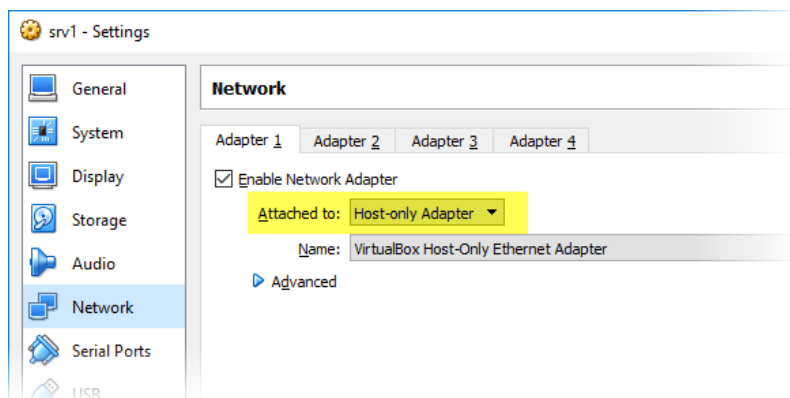 srv1 - Settings
General
System
Display
Storage
Audio
Network
Serial Ports
USB
Network
Adapter 1
Adapter 2
Adapter 3
Adapter 4
Enable Network Adapter
Attached to: Host-only Adapter
Name: VirtualBox Host-Only Ethernet Adapter
Advanced